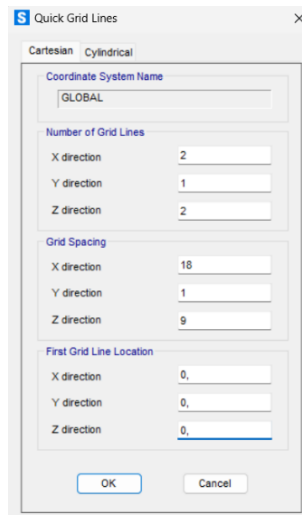 S Quick Grid Lines X
Cartesian Cylindrical
Coordinate System Name
GLOBAL
Number of Grid Lines
X direction 2
Y direction 1
Z direction 2
Grid Spacing
X direction 18
Y direction 1
Z direction 9
First Grid Line Location
X direction 0,
Y direction 0,
Z direction 0,
OK Cancel